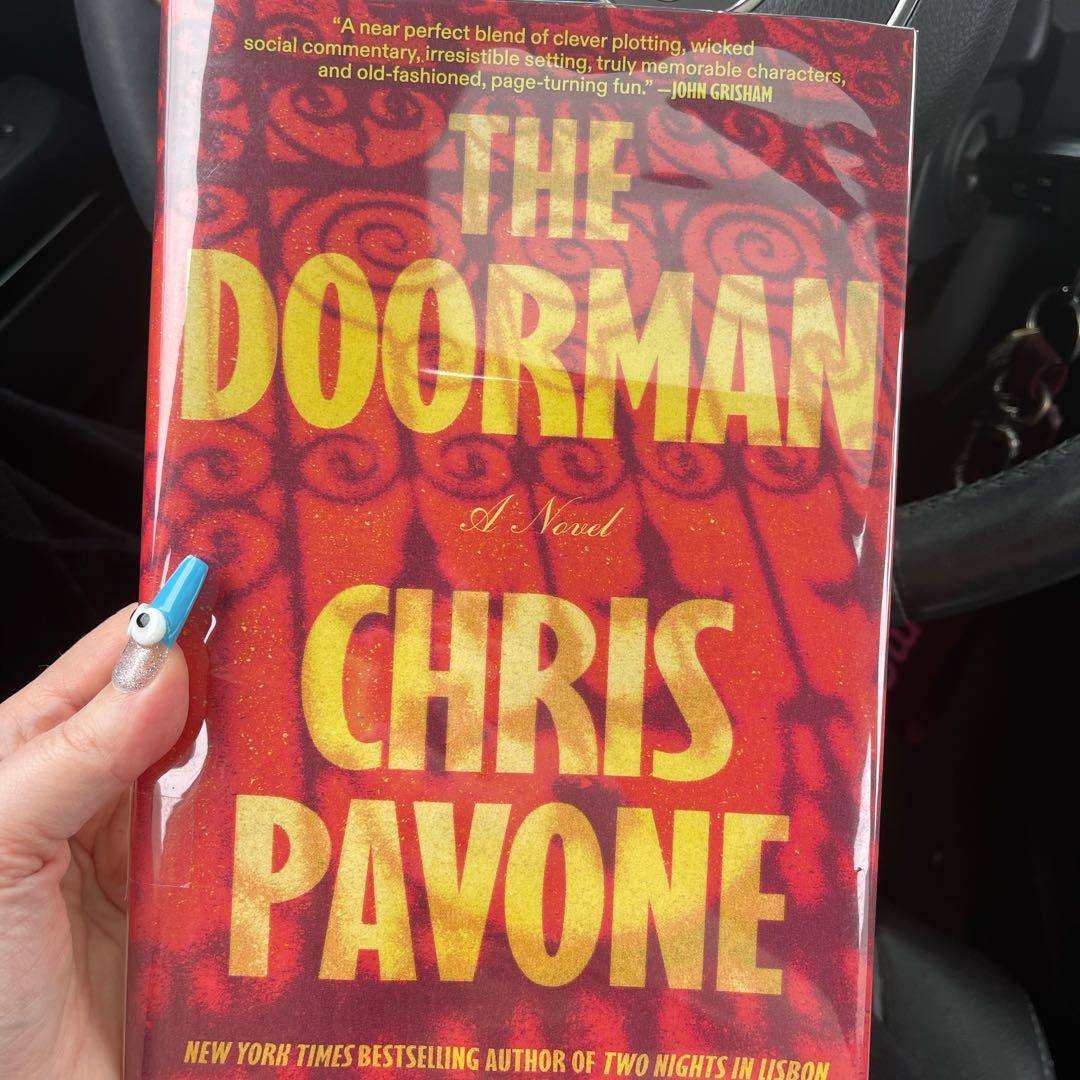 “A near perfect blend of clever plotting, wicked
social commentary, irresistible setting, truly memorable characters,
and old-fashioned, page-turning fun.” —JOHN GRISHAM
THE
DOORMAN
A Novel
CHRIS
PAVONE
NEW YORK TIMES BESTSELLING AUTHOR OF TWO NIGHTS IN LISBON